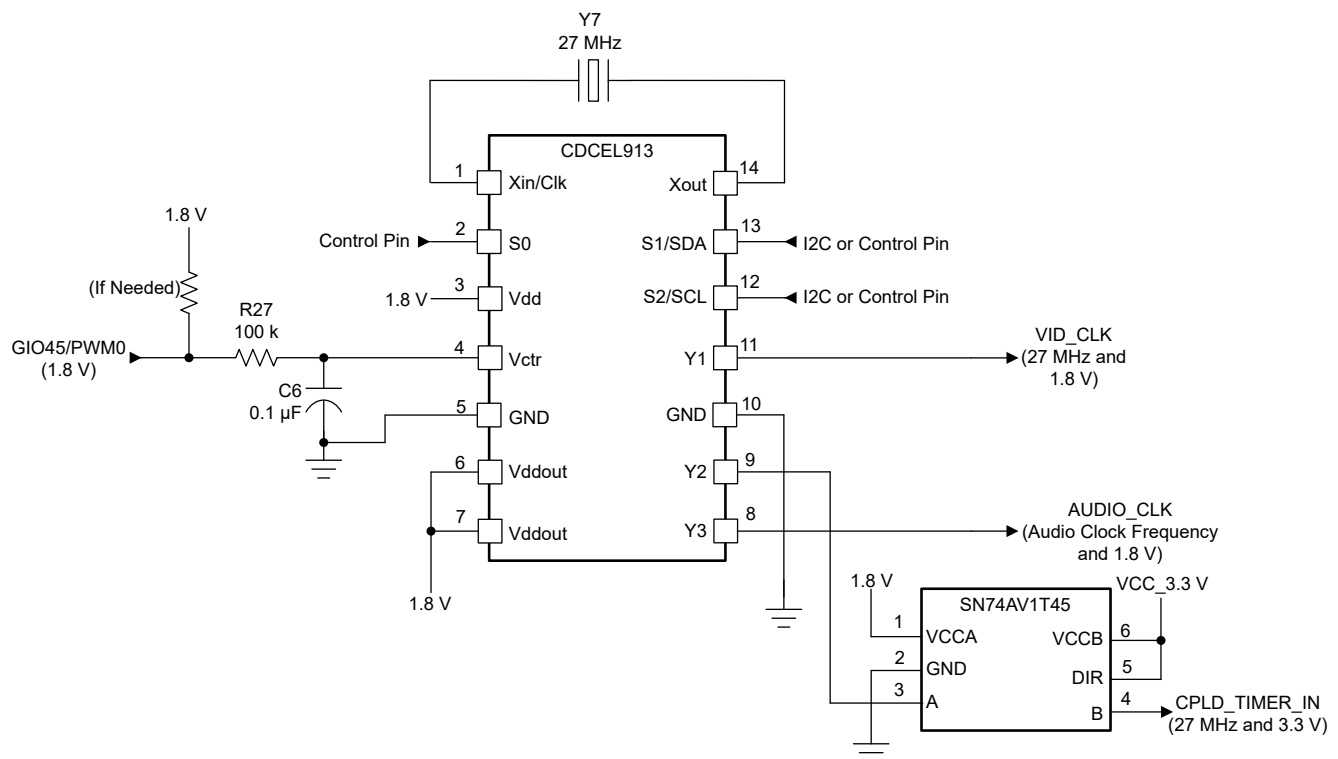 Y7
27 MHz
CDCEL913
1
Xin/Clk
14
Xout
1.8 V
Control Pin
2
S0
13
S1/SDA
I2C or Control Pin
(If Needed)
1.8 V
3
Vdd
12
S2/SCL
I2C or Control Pin
R27
100 k
GIO45/PWM0
(1.8 V)
4
Vctr
11
Y1
VID_CLK
(27 MHz and
1.8 V)
C6
0.1 µF
5
GND
10
GND
6
Vddout
9
Y2
7
Vddout
8
Y3
AUDIO_CLK
(Audio Clock Frequency
and 1.8 V)
1.8 V
1.8 V
VCC_3.3 V
SN74AV1T45
1
VCCA
6
VCCB
2
GND
5
DIR
3
A
4
B
CPLD_TIMER_IN
(27 MHz and 3.3 V)